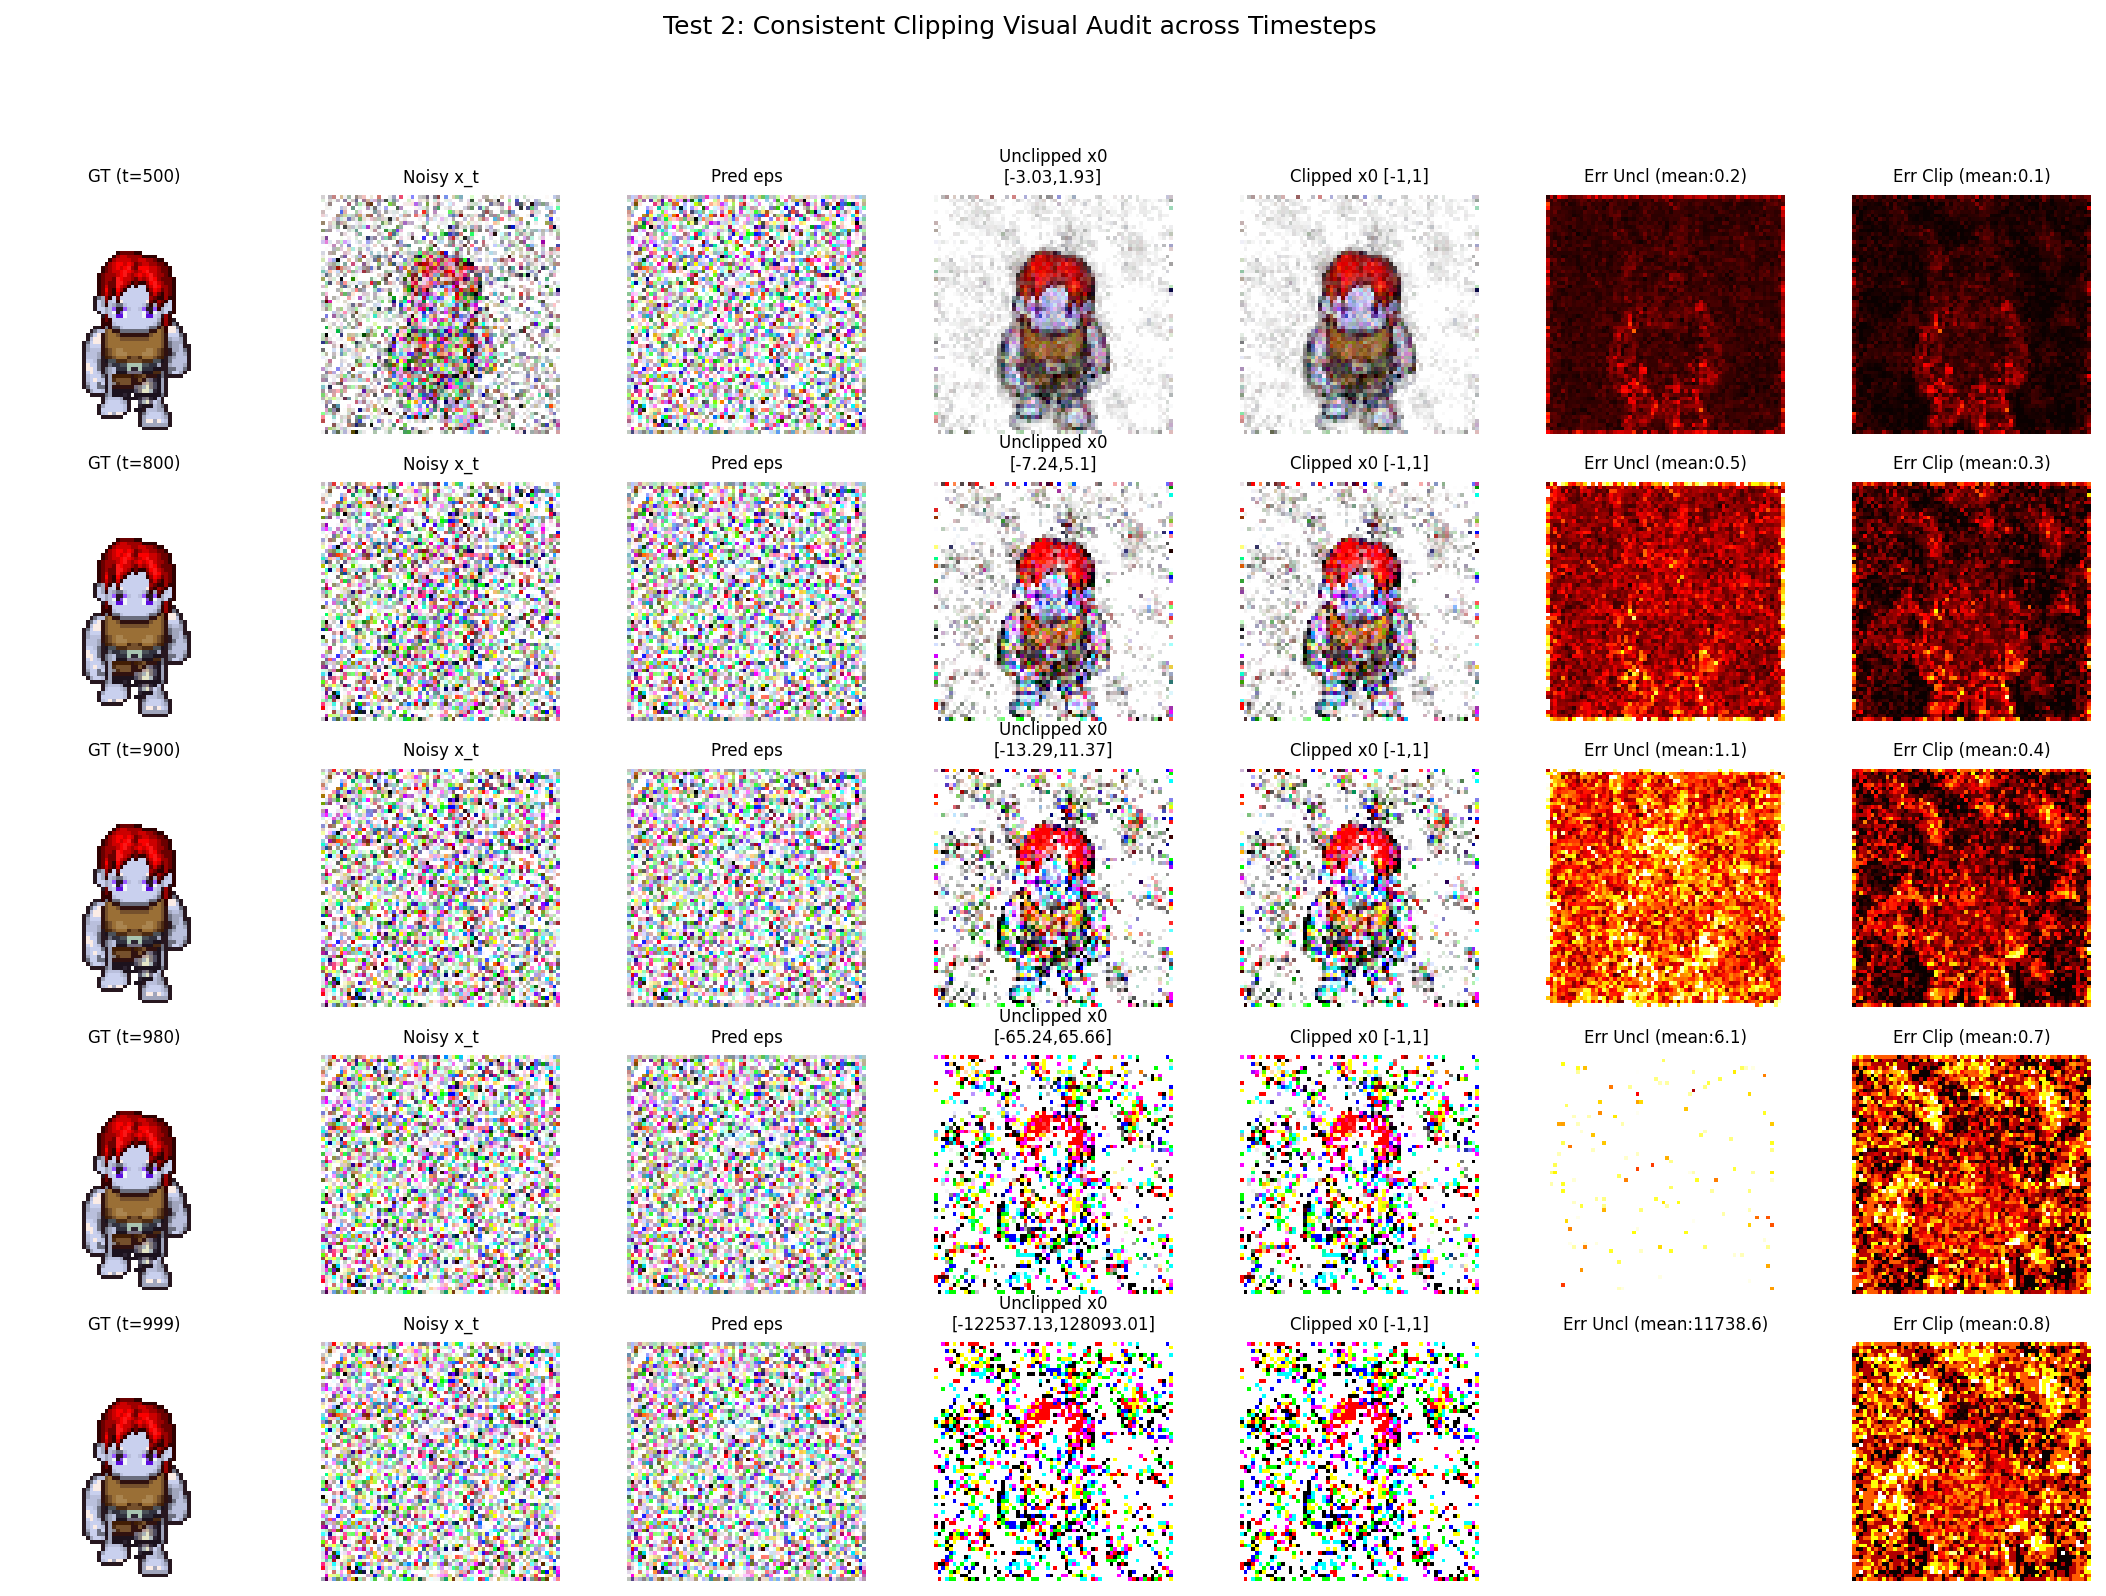 Test 2: Consistent Clipping Visual Audit across Timesteps
GT (t=500)
Noisy x_t
Pred eps
Unclipped x0
[-3.03,1.93]
Clipped x0 [-1,1]
Err Uncl (mean:0.2)
Err Clip (mean:0.1)
GT (t=800)
Noisy x_t
Pred eps
Unclipped x0
[-7.24,5.1]
Clipped x0 [-1,1]
Err Uncl (mean:0.5)
Err Clip (mean:0.3)
GT (t=900)
Noisy x_t
Pred eps
Unclipped x0
[-13.29,11.37]
Clipped x0 [-1,1]
Err Uncl (mean:1.1)
Err Clip (mean:0.4)
GT (t=980)
Noisy x_t
Pred eps
Unclipped x0
[-65.24,65.66]
Clipped x0 [-1,1]
Err Uncl (mean:6.1)
Err Clip (mean:0.7)
GT (t=999)
Noisy x_t
Pred eps
Unclipped x0
[-122537.13,128093.01]
Clipped x0 [-1,1]
Err Uncl (mean:11738.6)
Err Clip (mean:0.8)